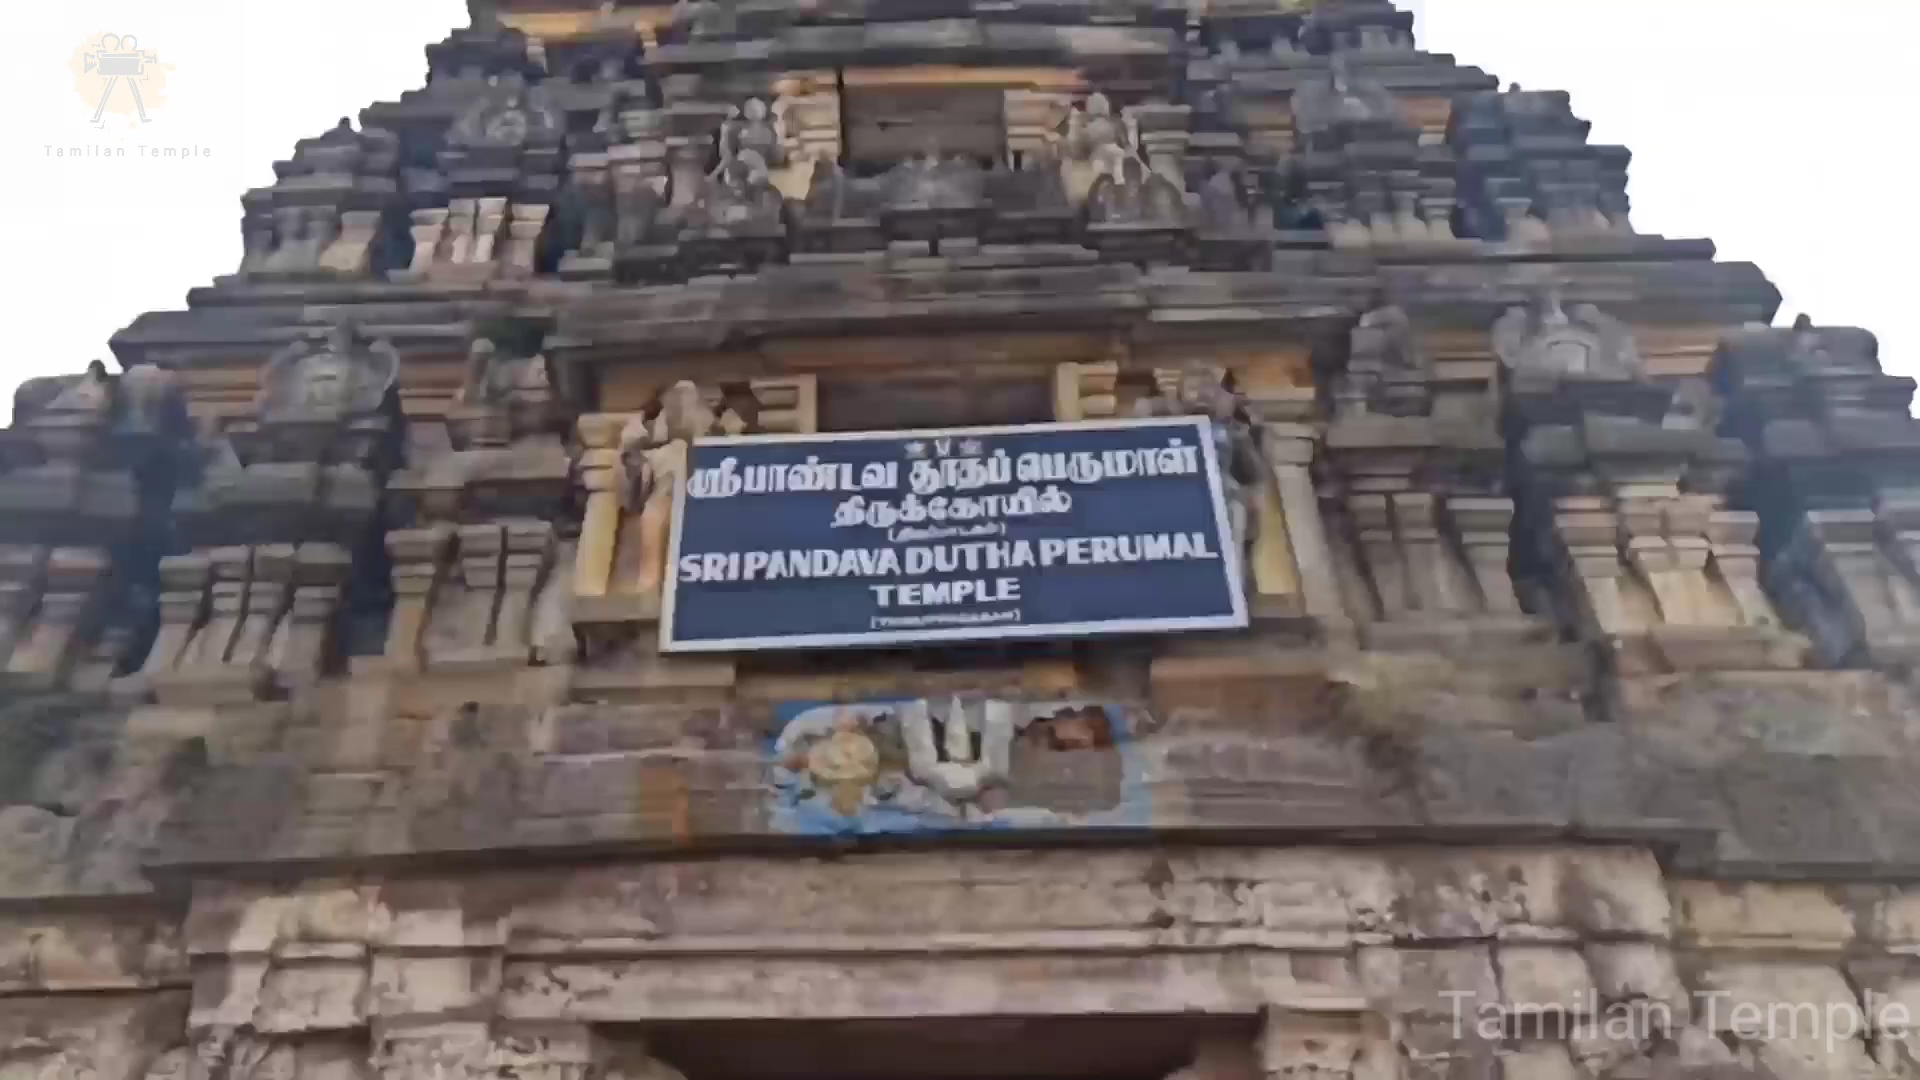 Tamilan Temple
ஸ்ரீபாண்டவ தூதப் பெருமாள்
திருக்கோயில்
SRI PANDAVA DUTHA PERUMAL
TEMPLE
Tamilan Temple